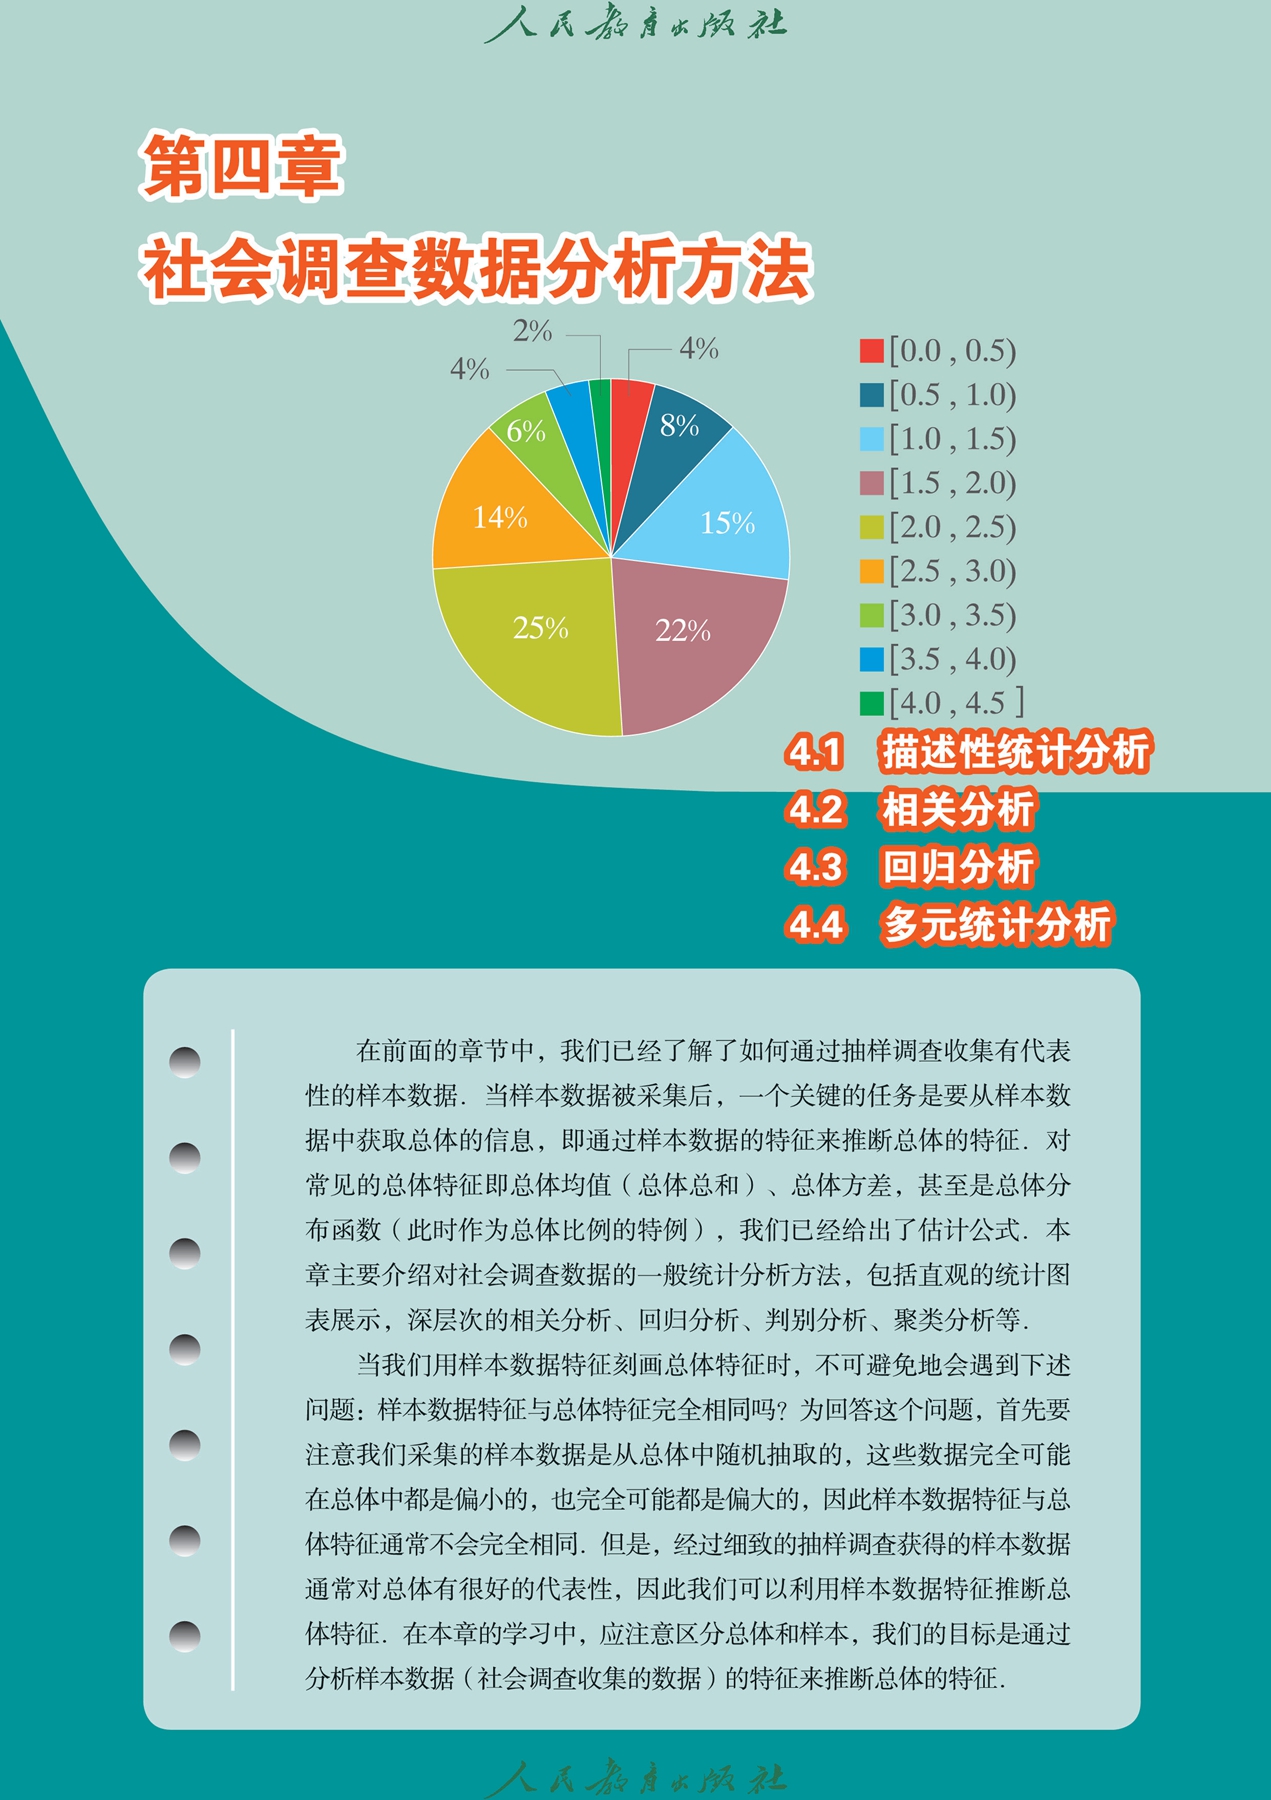 人民教育出版社
第四章
社会调查数据分析方法
2%
4%
4%
6%
8%
14%
15%
25%
22%
[0.0 , 0.5)
[0.5 , 1.0)
[1.0 , 1.5)
[1.5 , 2.0)
[2.0 , 2.5)
[2.5 , 3.0)
[3.0 , 3.5)
[3.5 , 4.0)
[4.0 , 4.5 ]
4.1 描述性统计分析
4.2 相关分析
4.3 回归分析
4.4 多元统计分析
在前面的章节中，我们已经了解了如何通过抽样调查收集有代表
性的样本数据．当样本数据被采集后，一个关键的任务是要从样本数
据中获取总体的信息，即通过样本数据的特征来推断总体的特征．对
常见的总体特征即总体均值（总体总和）、总体方差，甚至是总体分
布函数（此时作为总体比例的特例），我们已经给出了估计公式．本
章主要介绍对社会调查数据的一般统计分析方法，包括直观的统计图
表展示，深层次的相关分析、回归分析、判别分析、聚类分析等．
当我们用样本数据特征刻画总体特征时，不可避免地会遇到下述
问题：样本数据特征与总体特征完全相同吗？为回答这个问题，首先要
注意我们采集的样本数据是从总体中随机抽取的，这些数据完全可能
在总体中都是偏小的，也完全可能都是偏大的，因此样本数据特征与总
体特征通常不会完全相同．但是，经过细致的抽样调查获得的样本数据
通常对总体有很好的代表性，因此我们可以利用样本数据特征推断总
体特征．在本章的学习中，应注意区分总体和样本，我们的目标是通过
分析样本数据（社会调查收集的数据）的特征来推断总体的特征．
人民教育出版社